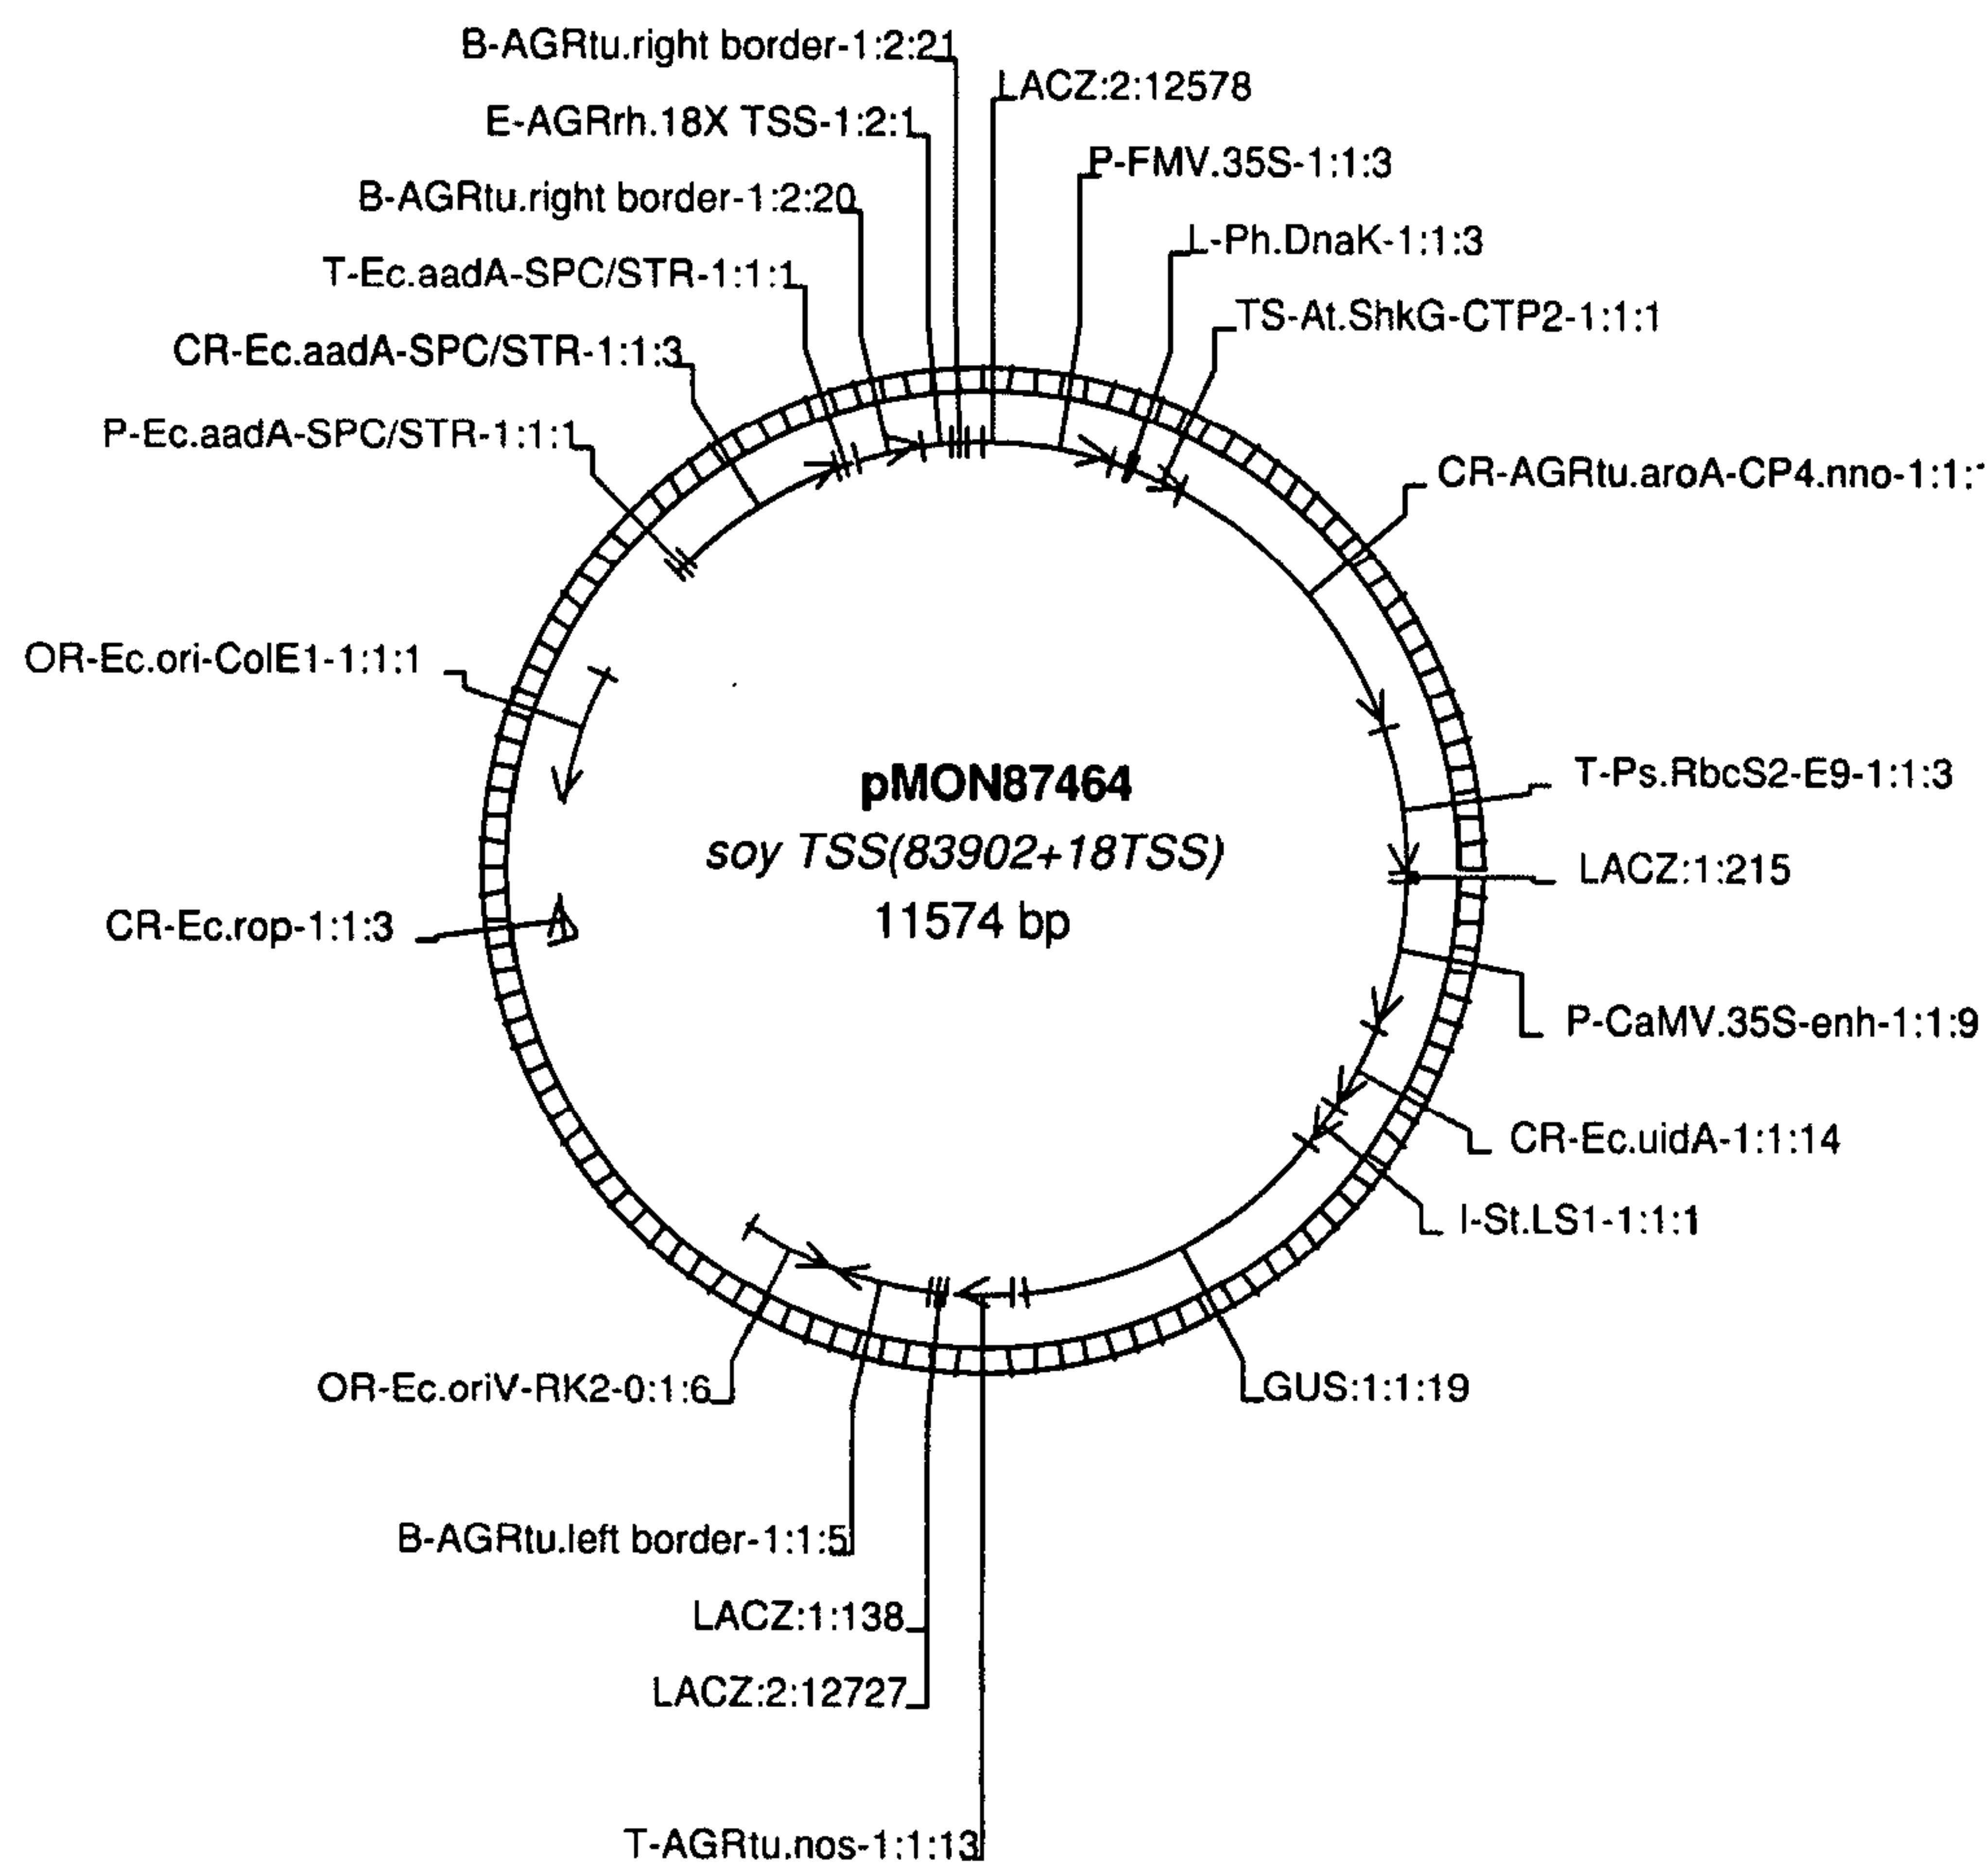 B-AGRtu.right border-1:2:21
LACZ:2:12578
E-AGRrh.18X TSS-1:2:1
P-FMV.35S-1:1:3
B-AGRtu.right border-1:2:20
L-Ph.DnaK-1:1:3
T-Ec.aadA-SPC/STR-1:1:1
TS-At.ShkG-CTP2-1:1:1
CR-Ec.aadA-SPC/STR-1:1:3
P-Ec.aadA-SPC/STR-1:1:1
CR-AGRtu.aroA-CP4.nno-1:1:
OR-Ec.ori-ColE1-1:1:1
T-Ps.RbcS2-E9-1:1:3
pMON87464
soy TSS(83902+18TSS)
11574 bp
LACZ:1:215
CR-Ec.rop-1:1:3
P-CaMV.35S-enh-1:1:9
CR-Ec.uidA-1:1:14
I-St.LS1-1:1:1
OR-Ec.oriV-RK2-0:1:6
GUS:1:1:19
B-AGRtu.left border-1:1:5
LACZ:1:138
LACZ:2:12727
T-AGRtu.nos-1:1:13